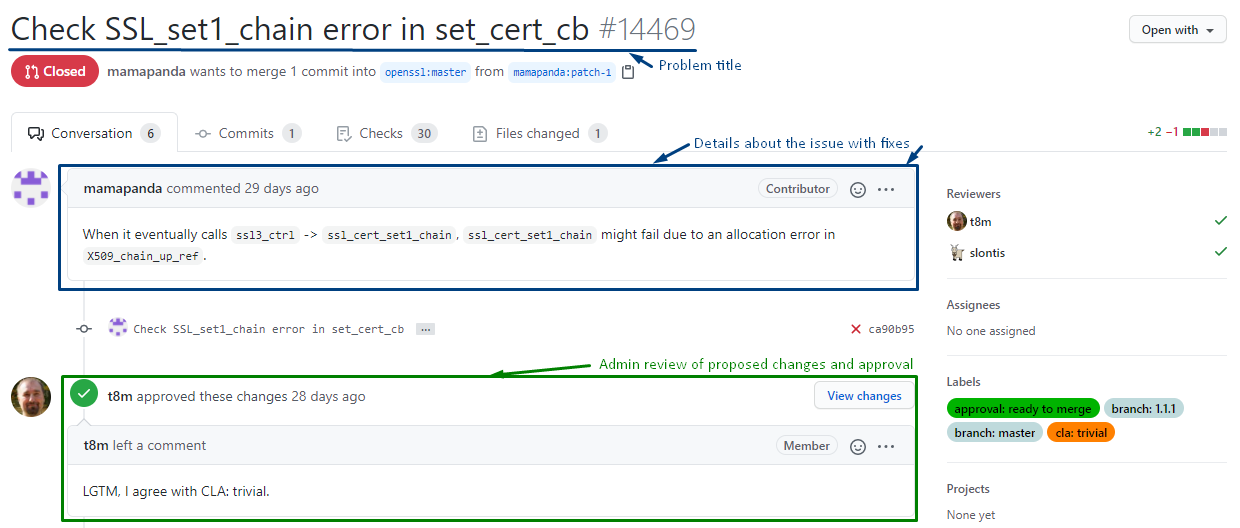 Check SSL_set1_chain error in set_cert_cb #14469
Open with
Closed
mamapanda wants to merge 1 commit into openssl:master from mamapanda:patch-1
Problem title
Conversation 6
Commits 1
Checks 30
Files changed 1
+2 −1
Details about the issue with fixes
mamapanda commented 29 days ago
Contributor
When it eventually calls ssl3_ctrl -> ssl_cert_set1_chain, ssl_cert_set1_chain might fail due to an allocation error in
X509_chain_up_ref.
Check SSL_set1_chain error in set_cert_cb ...
ca90b95
Admin review of proposed changes and approval
t8m approved these changes 28 days ago
View changes
t8m left a comment
Member
LGTM, I agree with CLA: trivial.
Reviewers
t8m
slontis
Assignees
No one assigned
Labels
approval: ready to merge
branch: 1.1.1
branch: master
cla: trivial
Projects
None yet